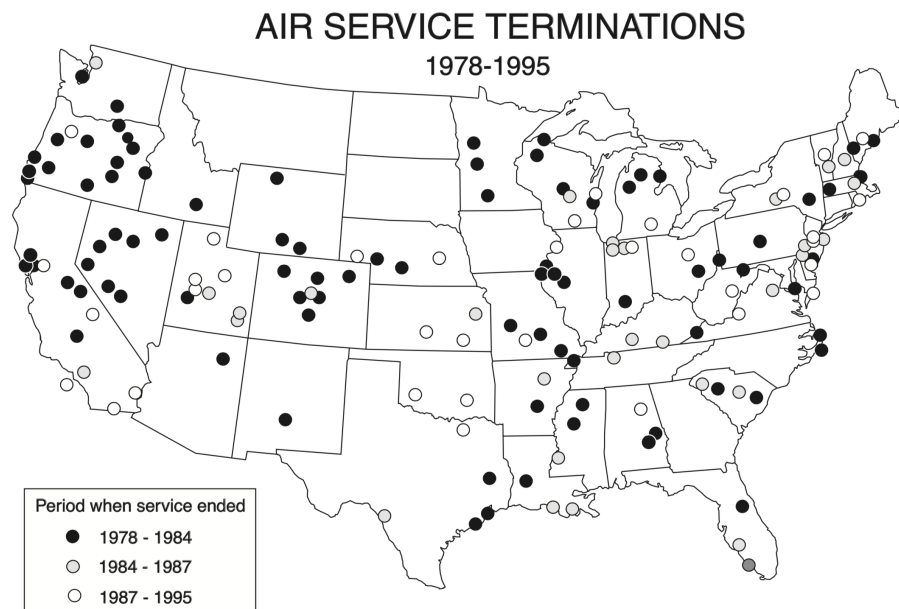 AIR SERVICE TERMINATIONS
1978-1995
Period when service ended
1978 - 1984
1984 - 1987
1987 - 1995